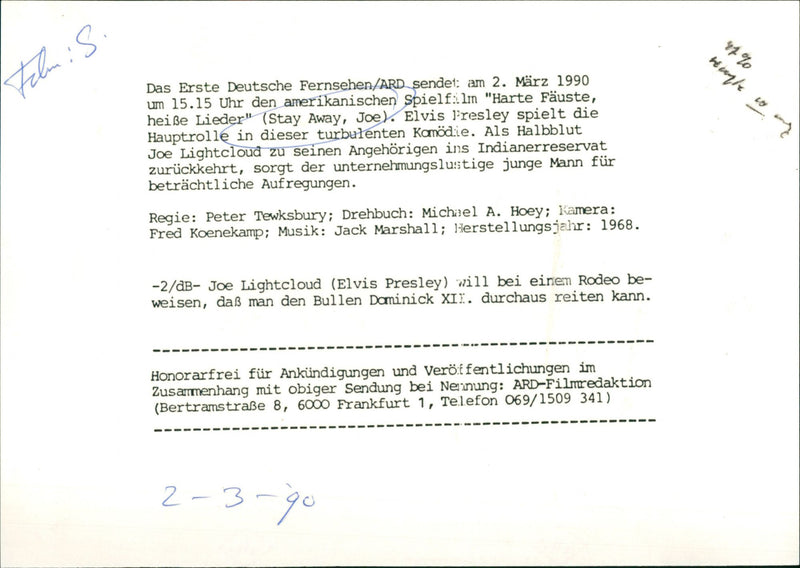 Film: S.
Das Erste Deutsche Fernsehen/ARD sendet am 2. März 1990
um 15.15 Uhr den amerikanischen Spielfilm "Harte Fäuste,
heiße Lieder" (Stay Away, Joe). Elvis Presley spielt die
Hauptrolle in dieser turbulenten Komödie. Als Halbblut
Joe Lightcloud zu seinen Angehörigen ins Indianerreservat
zurückkehrt, sorgt der unternehmungslustige junge Mann für
beträchtliche Aufregungen.
Regie: Peter Tewksbury; Drehbuch: Michael A. Hoey; Kamera:
Fred Koenekamp; Musik: Jack Marshall; Herstellungsjahr: 1968.
-2/dB- Joe Lightcloud (Elvis Presley) will bei einem Rodeo be-
weisen, daß man den Bullen Dominick XII. durchaus reiten kann.
Honorarfrei für Ankündigungen und Veröffentlichungen im
Zusammenhang mit obiger Sendung bei Nennung: ARD-Filmredaktion
(Bertramstraße 8, 6000 Frankfurt 1, Telefon 069/1509 341)
2-3-90